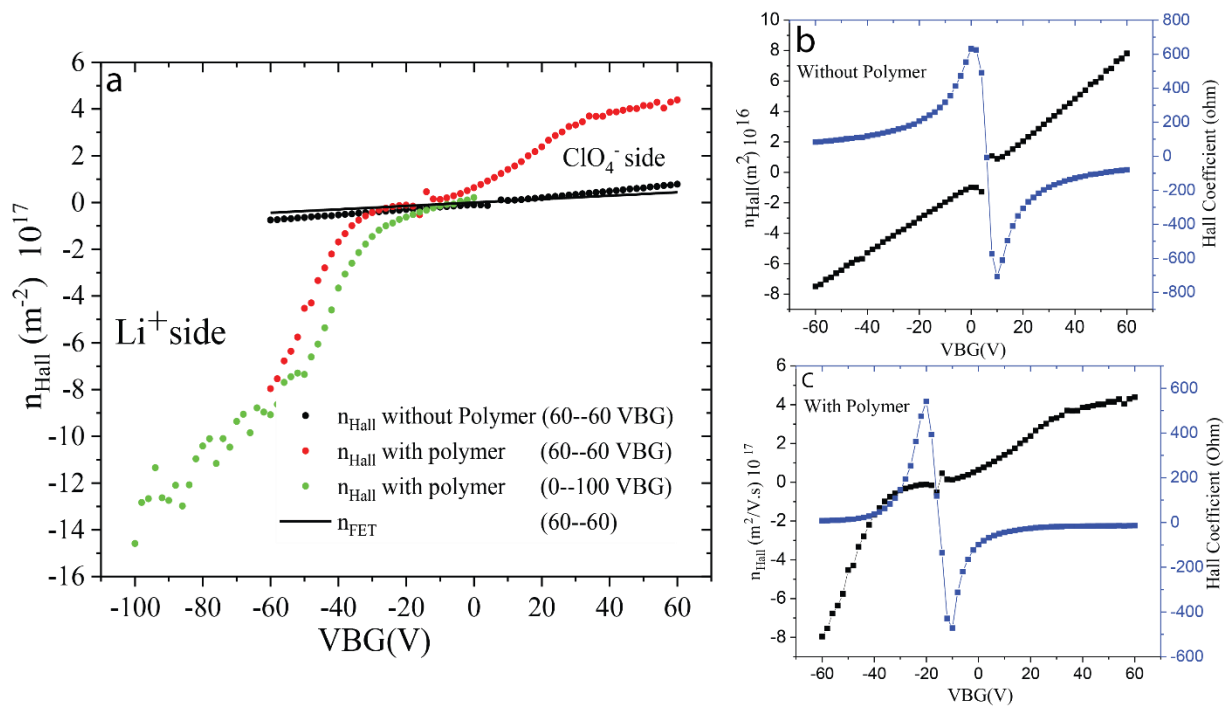 a
6
4
2
0
-2
-4
-6
-8
-10
-12
-14
-16
n_Hall (m^-2) 10^17
ClO4^- side
Li^+ side
n_Hall without Polymer (60--60 VBG)
n_Hall with polymer (60--60 VBG)
n_Hall with polymer (0--100 VBG)
n_FET (60--60)
-100 -80 -60 -40 -20 0 20 40 60
VBG(V)
b
Without Polymer
10
8
6
4
2
0
-2
-4
-6
-8
n_Hall(m^2) 10^16
800
600
400
200
0
-200
-400
-600
-800
Hall Coefficient (ohm)
-60 -40 -20 0 20 40 60
VBG(V)
c
With Polymer
6
4
2
0
-2
-4
-6
-8
n_Hall (m^2/V.s) 10^17
600
400
200
0
-200
-400
-600
Hall Coefficient (Ohm)
-60 -40 -20 0 20 40 60
VBG(V)